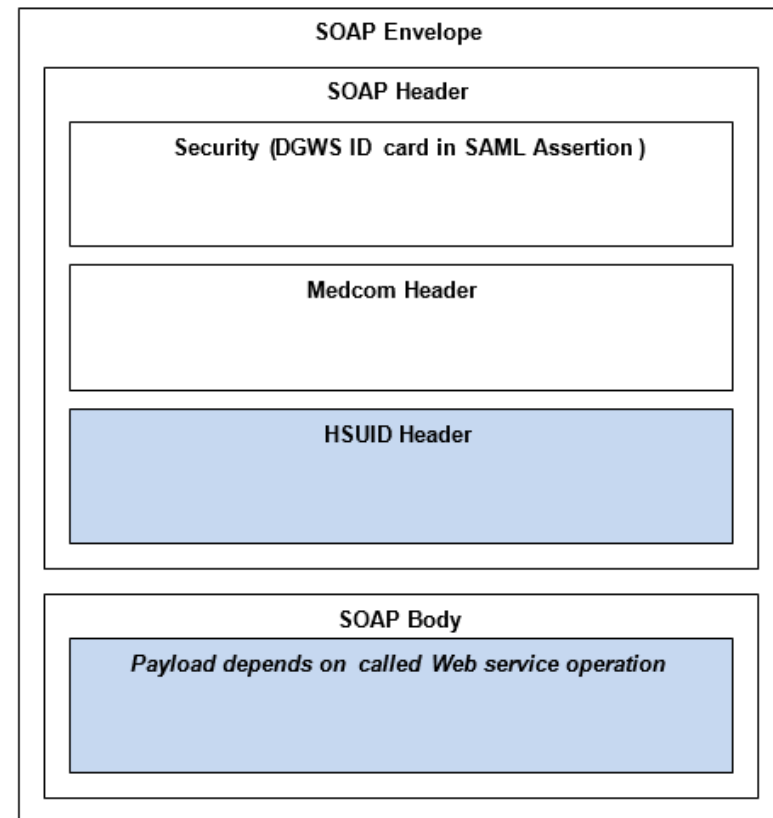 SOAP Envelope
SOAP Header
Security (DGWS ID card in SAML Assertion )
Medcom Header
HSUID Header
SOAP Body
Payload depends on called Web service operation